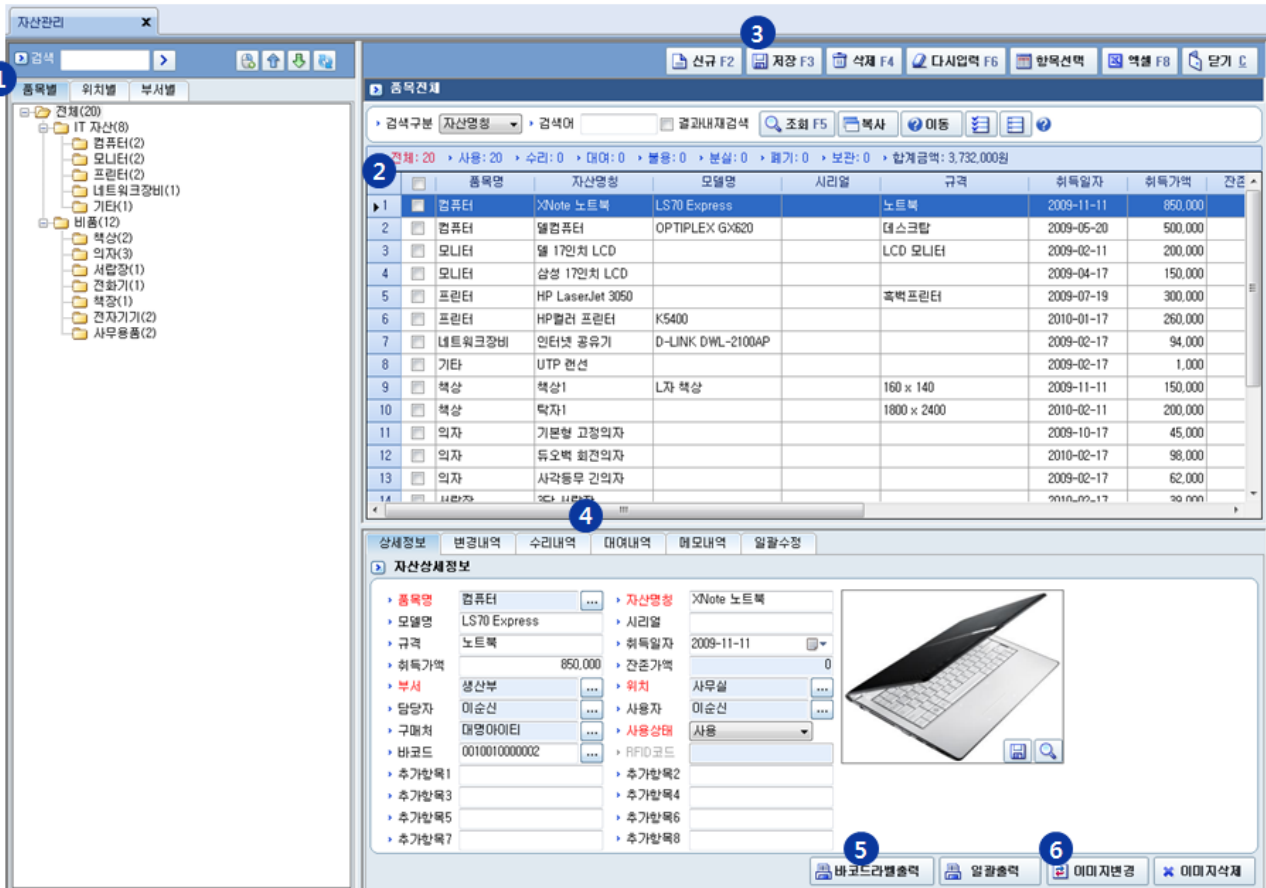 자산관리 x
검색
1
품목별 위치별 부서별
전체(20)
IT 자산(8)
컴퓨터(2)
모니터(2)
프린터(2)
네트워크장비(1)
기타(1)
비품(12)
책상(2)
의자(3)
서랍장(1)
전화기(1)
책장(1)
전자기기(2)
사무용품(2)
3
신규 F2 저장 F3 삭제 F4 다시입력 F6 항목선택 엑셀 F8 닫기 C
품목전체
검색구분 자산명칭 검색어 결과내재검색 조회 F5 복사 이동
전체: 20 사용: 20 수리: 0 대여: 0 불용: 0 분실: 0 폐기: 0 보관: 0 합계금액: 3,732,000원
2
품목명 자산명칭 모델명 시리얼 규격 취득일자 취득가액 잔존
1 컴퓨터 XNote 노트북 LS70 Express 노트북 2009-11-11 850,000
2 컴퓨터 델컴퓨터 OPTIPLEX GX620 데스크탑 2009-05-20 500,000
3 모니터 델 17인치 LCD LCD 모니터 2009-02-11 200,000
4 모니터 삼성 17인치 LCD 2009-04-17 150,000
5 프린터 HP LaserJet 3050 흑백프린터 2009-07-19 300,000
6 프린터 HP컬러 프린터 K5400 2010-01-17 260,000
7 네트워크장비 인터넷 공유기 D-LINK DWL-2100AP 2009-02-17 94,000
8 기타 UTP 랜선 2009-02-17 1,000
9 책상 책상1 L자 책상 160 x 140 2009-11-11 150,000
10 책상 탁자1 1800 x 2400 2010-02-11 200,000
11 의자 기본형 고정의자 2009-10-17 45,000
12 의자 듀오백 회전의자 2010-02-17 98,000
13 의자 사각등무 긴의자 2009-02-17 62,000
14 서랍장 3단 서랍장 2010-02-17 39,000
4
상세정보 변경내역 수리내역 대여내역 메모내역 일괄수정
자산상세정보
품목명 컴퓨터 ... 자산명칭 XNote 노트북
모델명 LS70 Express 시리얼
규격 노트북 취득일자 2009-11-11
취득가액 850,000 잔존가액 0
부서 생산부 ... 위치 사무실 ...
담당자 이순신 ... 사용자 이순신 ...
구매처 대명아이티 ... 사용상태 사용
바코드 0010010000002 ... RFID코드
추가항목1 추가항목2
추가항목3 추가항목4
추가항목5 추가항목6
추가항목7 추가항목8
5 6
바코드라벨출력 일괄출력 이미지변경 이미지삭제